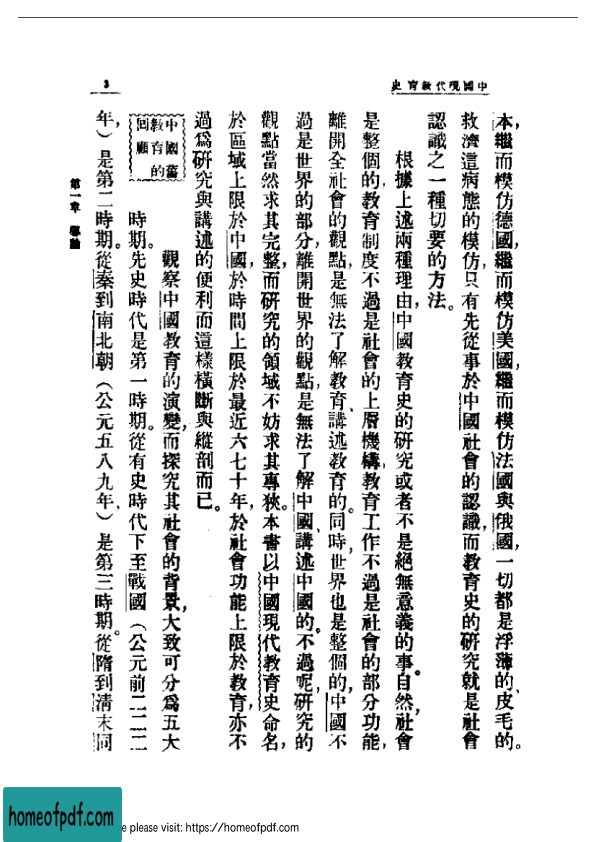 史育教代現國中
3
本，繼而模仿德國，繼而模仿美國，繼而模仿法國與俄國，一切都是浮薄的、皮毛的。
救濟這病態的模仿，只有先從事於中國社會的認識，而教育史的研究就是社會
認識之一種切要的方法。
根據上述兩種理由，中國教育史的研究或者不是絕無意義的事。自然，社會
是整個的，教育制度不過是社會的上層機構，教育工作不過是社會的部分功能，
離開全社會的觀點，是無法了解教育、講述教育的。同時，世界也是整個的，中國不
過是世界的部分，離開世界的觀點，是無法了解中國、講述中國的。不過呢，研究的
觀點當然求其完整，而研究的領域不妨求其專狹。本書以中國現代教育史命名，
於區域上限於中國，於時間上限於最近六七十年，於社會功能上限於教育，亦不
過爲研究與講述的便利而這樣橫斷與縱剖而已。
中國舊
教育的
回顧
觀察中國教育的演變，而探究其社會的背景，大致可分爲五大
時期。先史時代是第一時期。從有史時代下至戰國（公元前二二二
年）是第二時期。從秦到南北朝（公元五八九年，）是第三時期。從隋到清末同
第一章 導論
homeofpdf.com
e please visit: https://homeofpdf.com